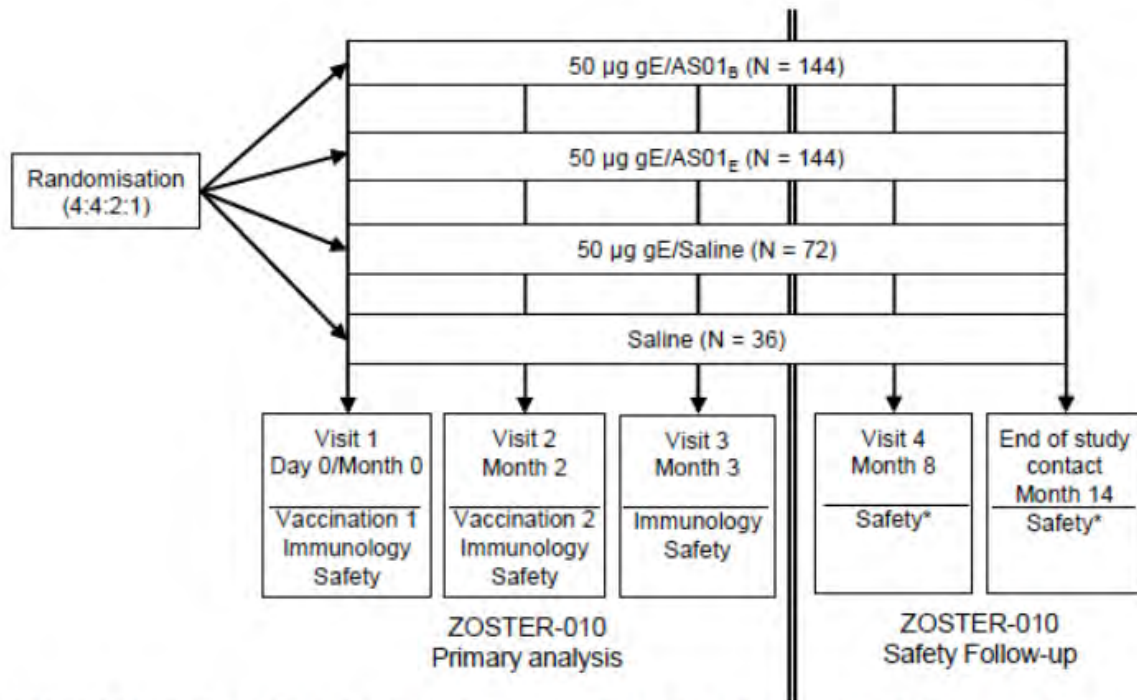 50 µg gE/AS01B (N = 144)
50 µg gE/AS01E (N = 144)
Randomisation
(4:4:2:1)
50 µg gE/Saline (N = 72)
Saline (N = 36)
Visit 1
Day 0/Month 0
Vaccination 1
Immunology
Safety
Visit 2
Month 2
Vaccination 2
Immunology
Safety
Visit 3
Month 3
Immunology
Safety
Visit 4
Month 8
Safety*
End of study
contact
Month 14
Safety*
ZOSTER-010
Primary analysis
ZOSTER-010
Safety Follow-up